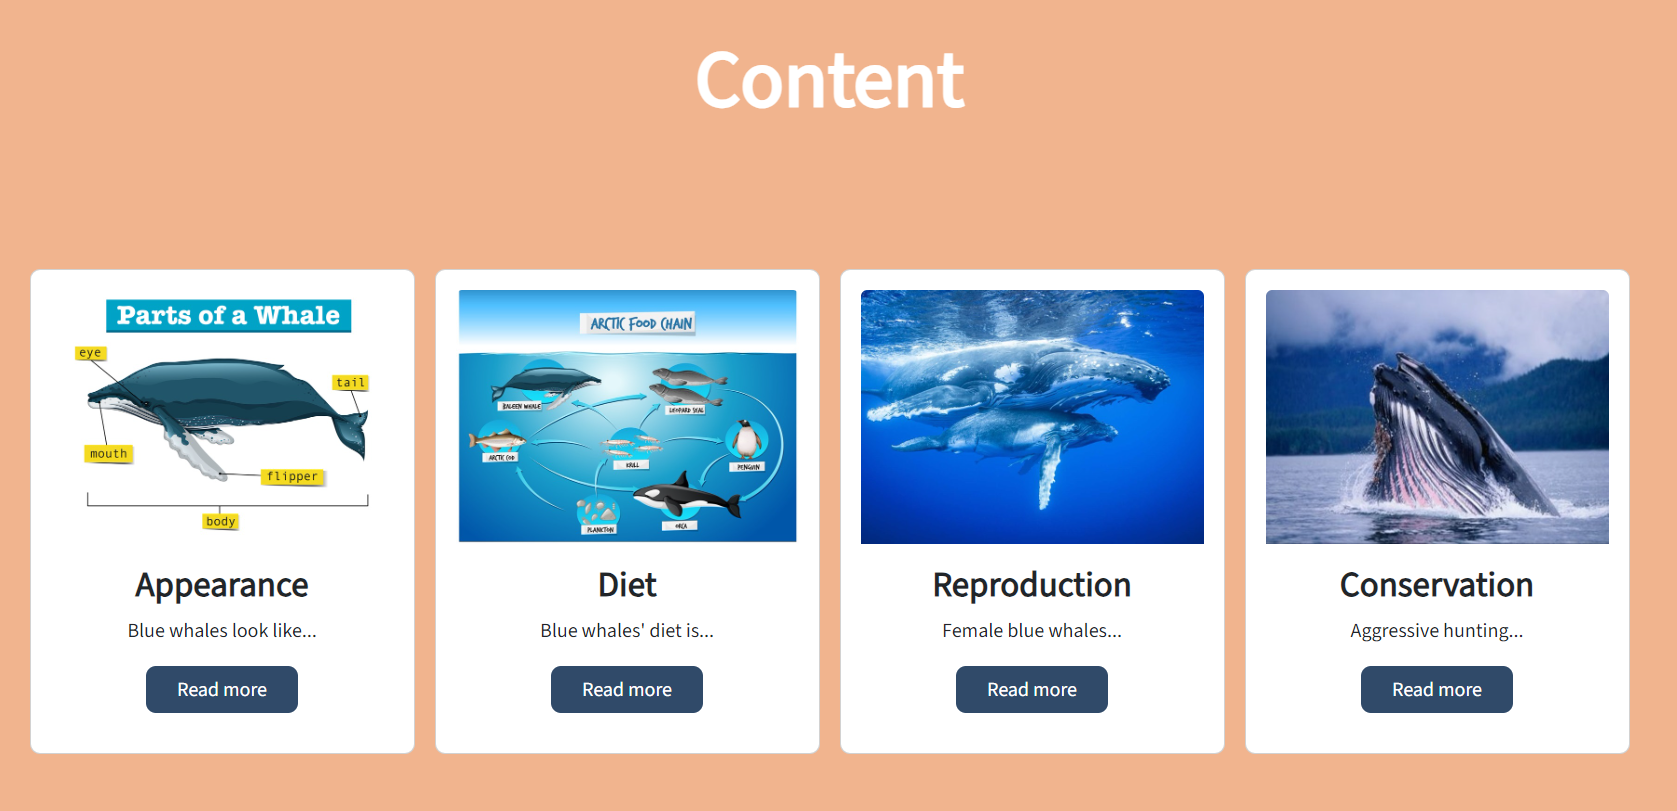 Content
Parts of a Whale
eye
tail
mouth
flipper
body
Appearance
Blue whales look like...
Read more
ARCTIC FOOD CHAIN
BALEEN WHALE
LEOPARD SEAL
ARCTIC COD
KRILL
PENGUIN
PLANKTON
ORCA
Diet
Blue whales' diet is...
Read more
Reproduction
Female blue whales...
Read more
Conservation
Aggressive hunting...
Read more